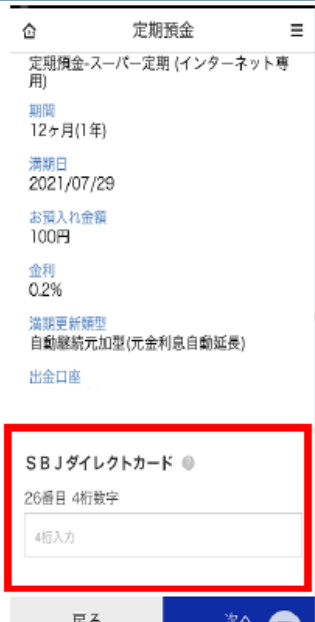 定期預金
定期預金-スーパー定期 (インターネット専
用)
期間
12ヶ月(1年)
満期日
2021/07/29
お預入れ金額
100円
金利
0.2%
満期更新類型
自動継続元加型(元金利息自動延長)
出金口座
SBJダイレクトカード
26番目 4桁数字
4桁入力
戻る
次へ